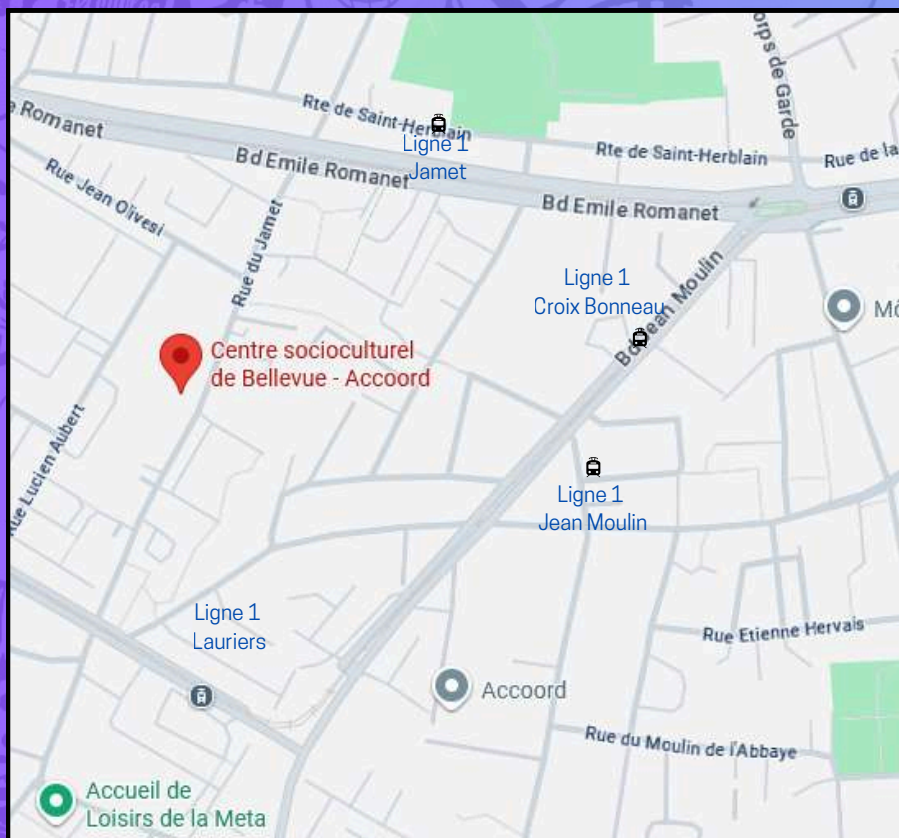 orps de Garde
Rte de Saint-Herblain
Ligne 1
Jamet
e Romanet
Bd Emile Romanet
Rte de Saint-Herblain
Rue de la
Rue Jean Olivesi
Rue du Jamet
Bd Emile Romanet
Ligne 1
Croix Bonneau
Bd Jean Moulin
Mô
Centre socioculturel
de Bellevue - Accoord
Rue Lucien Aubert
Ligne 1
Jean Moulin
Ligne 1
Lauriers
Rue Etienne Hervais
Accoord
Rue du Moulin de l'Abbaye
Accueil de
Loisirs de la Meta